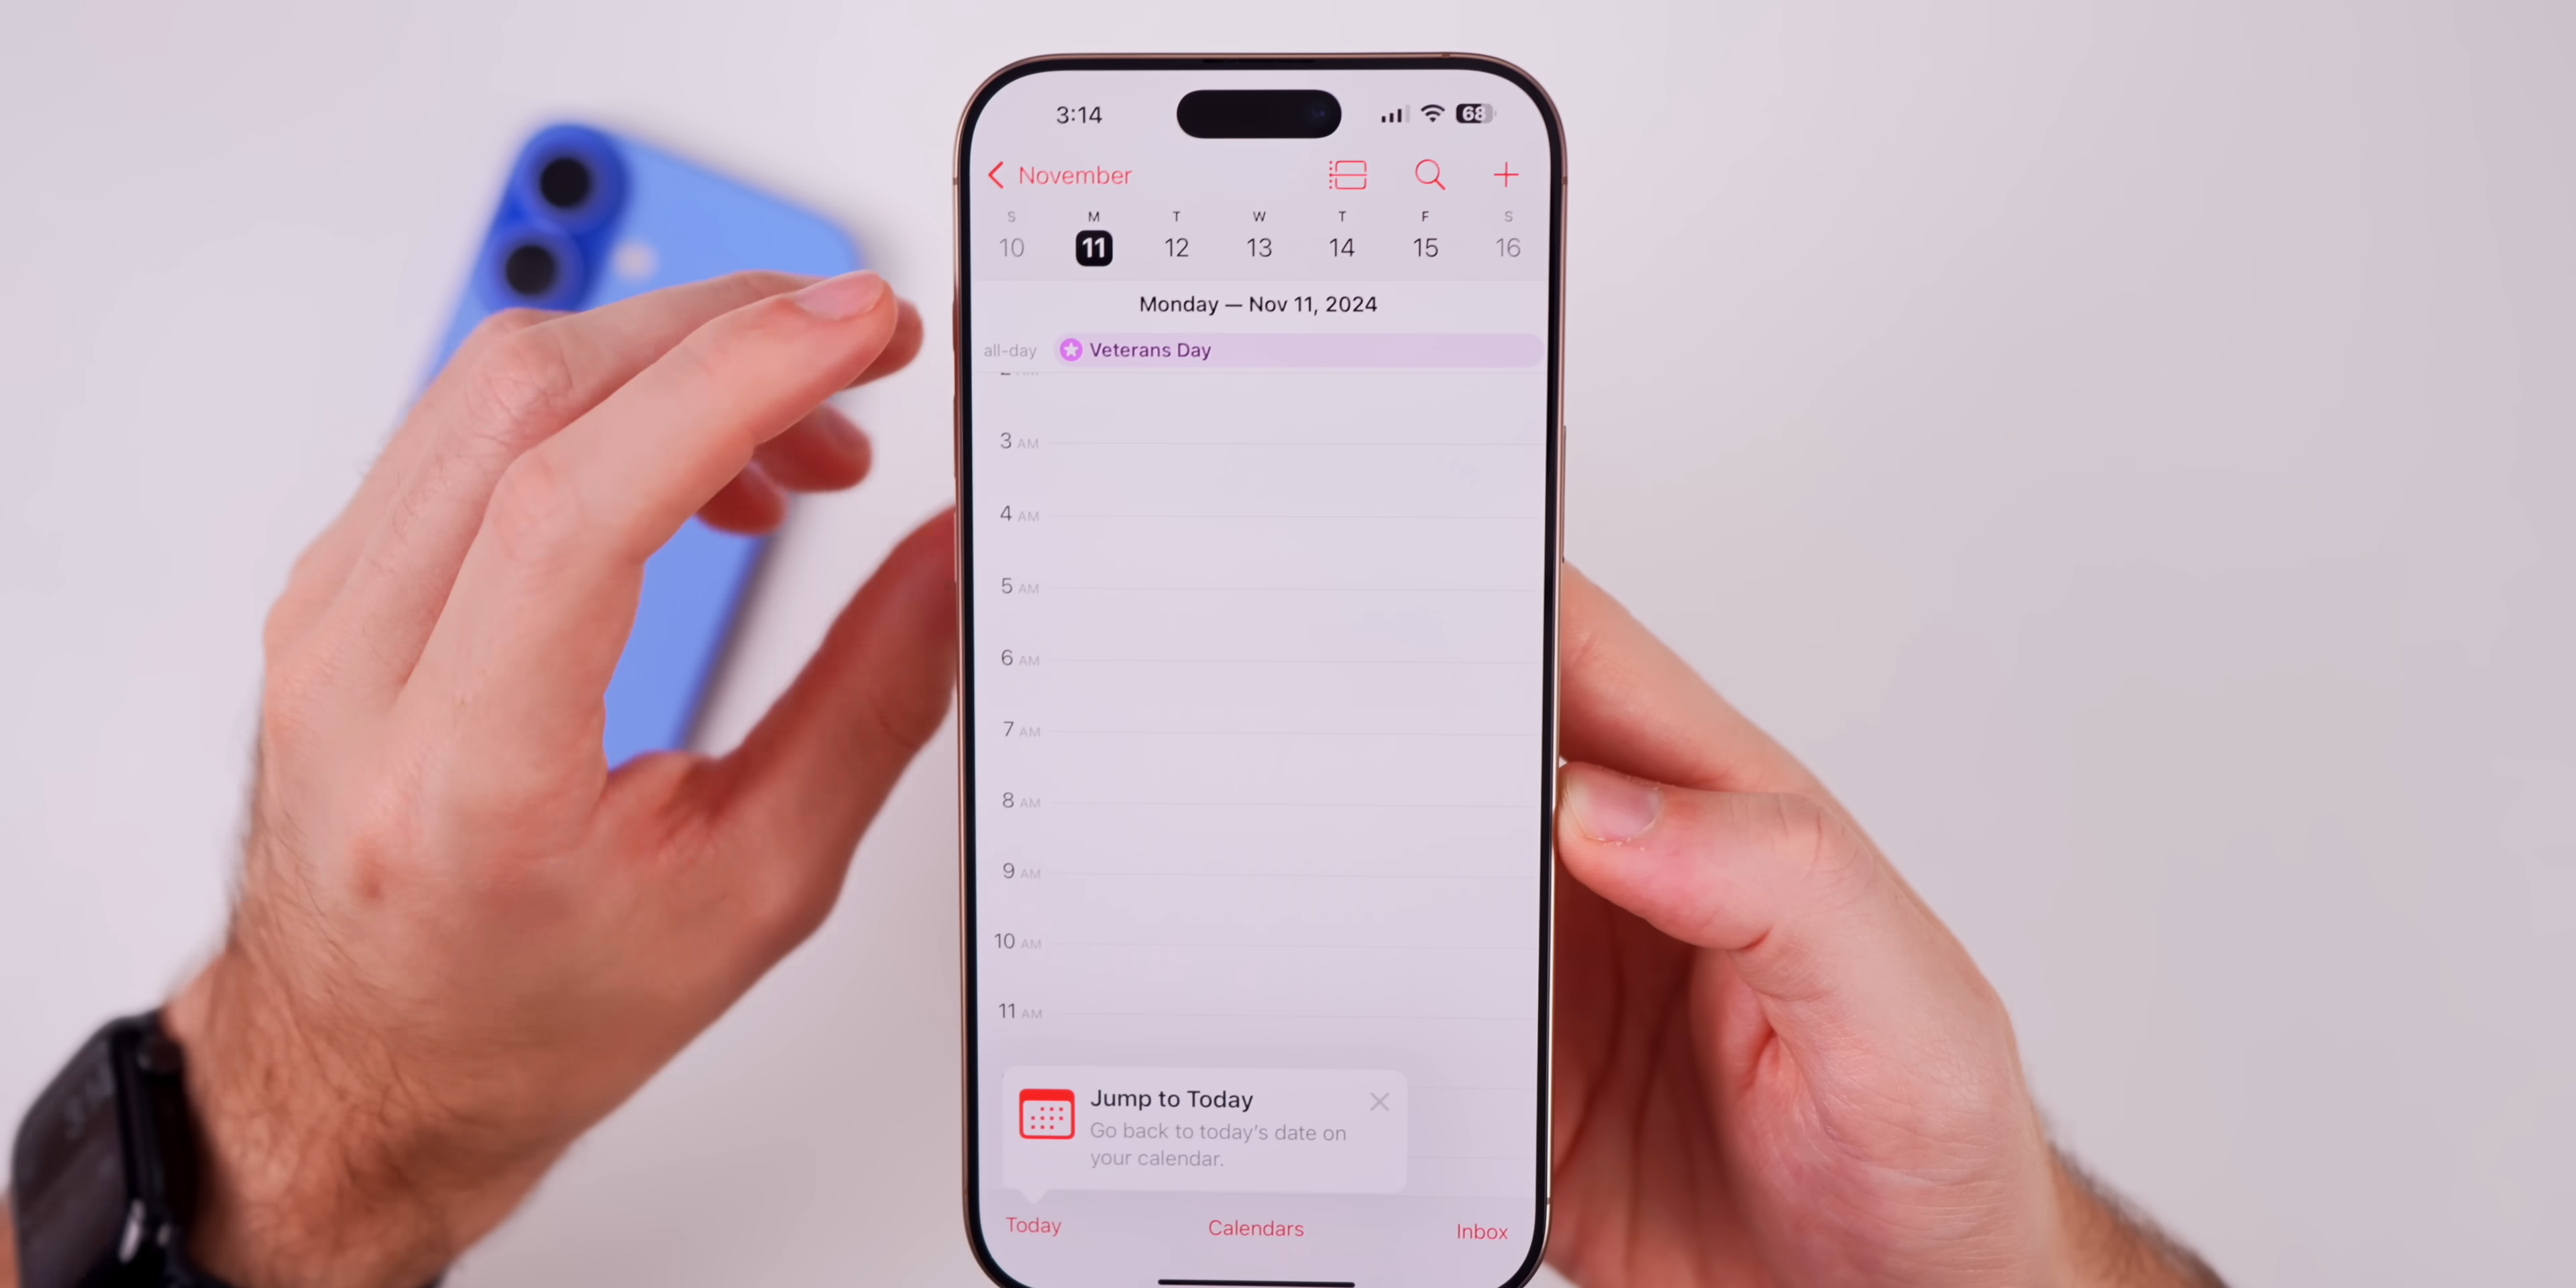 3:14
68
November
S M T W T F S
10 11 12 13 14 15 16
Monday — Nov 11, 2024
all-day Veterans Day
3 AM
4 AM
5 AM
6 AM
7 AM
8 AM
9 AM
10 AM
11 AM
Jump to Today
Go back to today's date on
your calendar.
Today Calendars Inbox